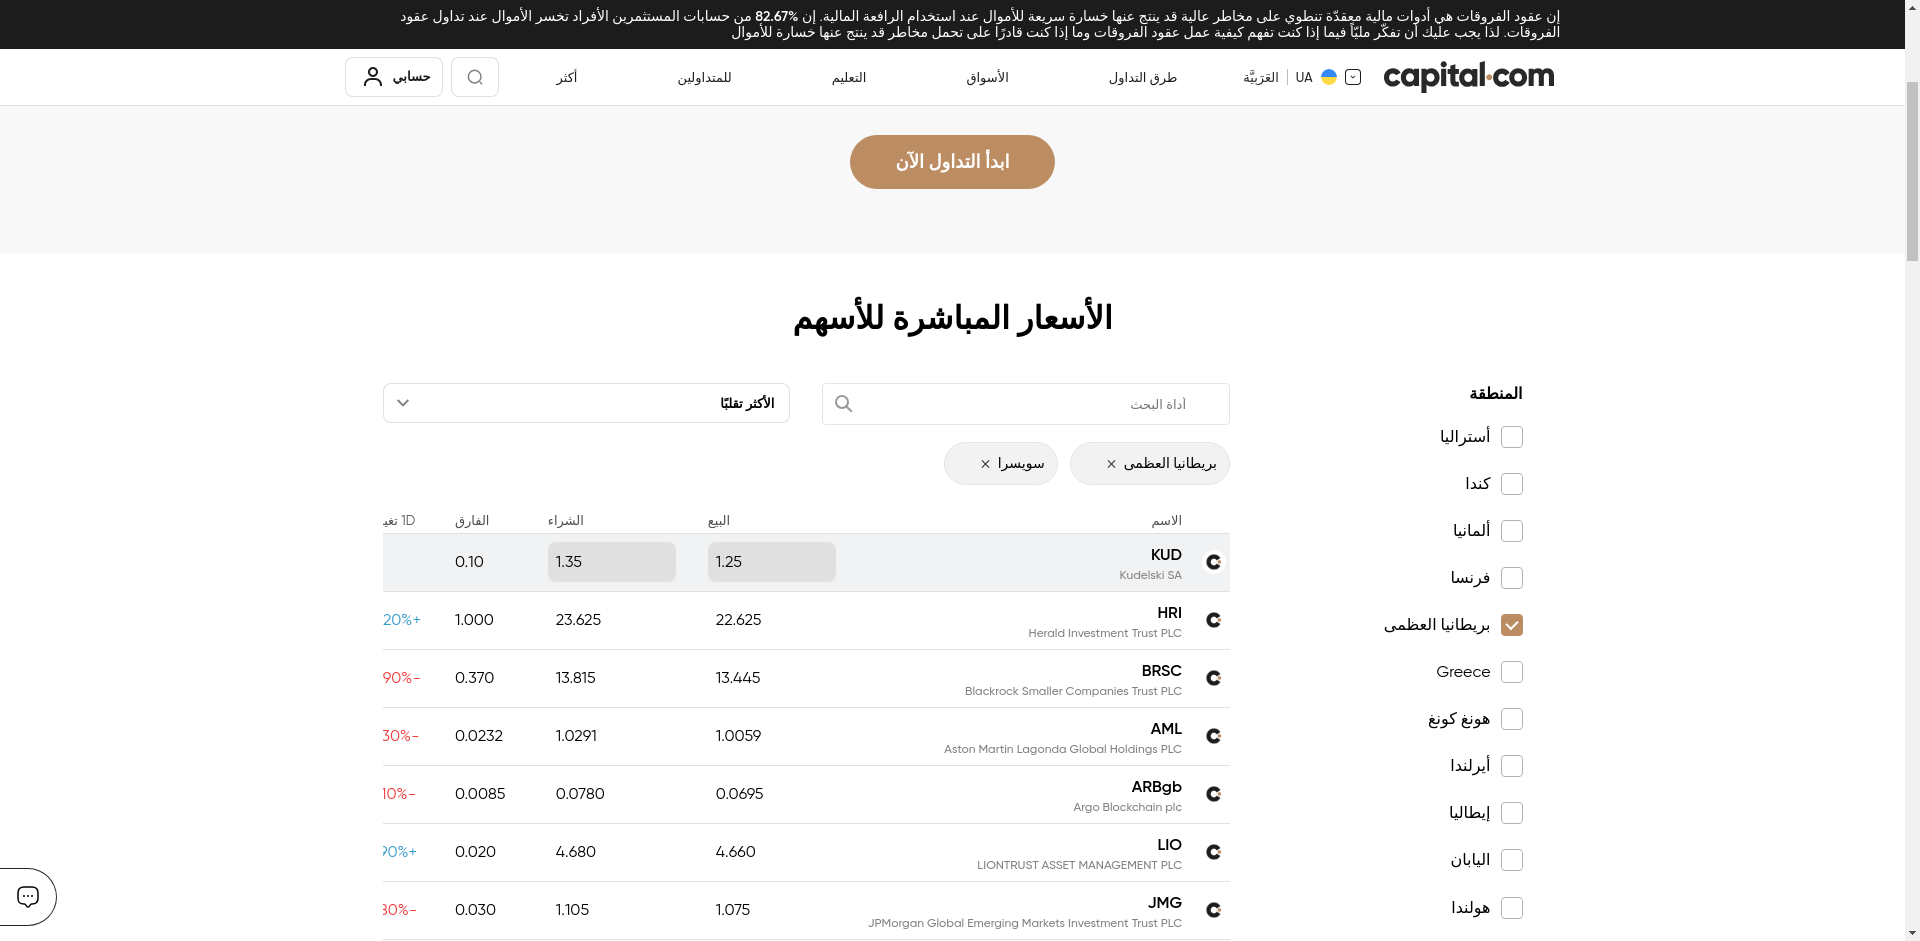 إن عقود الفروقات هي أدوات مالية معقدّة تنطوي على مخاطر عالية قد ينتج عنها خسارة سريعة للأموال عند استخدام الرافعة المالية. إن 82.67% من حسابات المستثمرين الأفراد تخسر الأموال عند تداول عقود
الفروقات. لذا يجب عليك أن تفكّر مليّاً فيما إذا كنت تفهم كيفية عمل عقود الفروقات وما إذا كنت قادرًا على تحمل مخاطر قد ينتج عنها خسارة للأموال
capital.com
UA
العَرَبِيَّة
طرق التداول
الأسواق
التعليم
للمتداولين
أكثر
حسابي
ابدأ التداول الآن
الأسعار المباشرة للأسهم
المنطقة
أستراليا
كندا
ألمانيا
فرنسا
بريطانيا العظمى
Greece
هونغ كونغ
أيرلندا
إيطاليا
اليابان
هولندا
أداة البحث
الأكثر تقلبًا
بريطانيا العظمى ×
سويسرا ×
الاسم البيع الشراء الفارق 1D
KUD 1.25 1.35 0.10
Kudelski SA
HRI 22.625 23.625 1.000 20%+
Herald Investment Trust PLC
BRSC 13.445 13.815 0.370 90%-
Blackrock Smaller Companies Trust PLC
AML 1.0059 1.0291 0.0232 30%-
Aston Martin Lagonda Global Holdings PLC
ARBgb 0.0695 0.0780 0.0085 10%-
Argo Blockchain plc
LIO 4.660 4.680 0.020 90%+
LIONTRUST ASSET MANAGEMENT PLC
JMG 1.075 1.105 0.030 80%-
JPMorgan Global Emerging Markets Investment Trust PLC